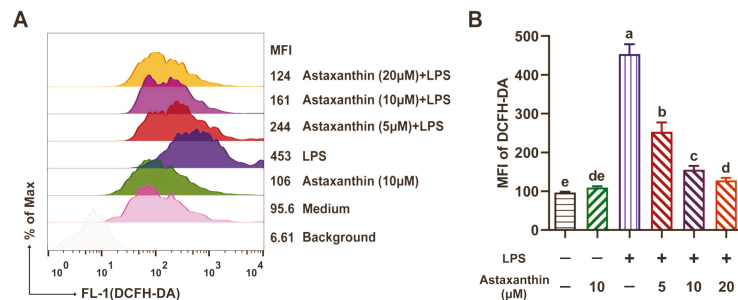 A
MFI
124 Astaxanthin (20μM)+LPS
161 Astaxanthin (10μM)+LPS
244 Astaxanthin (5μM)+LPS
453 LPS
106 Astaxanthin (10μM)
95.6 Medium
6.61 Background
% of Max
10^0 10^1 10^2 10^3 10^4
FL-1(DCFH-DA)
B
MFI of DCFH-DA
500
400
300
200
100
0
e de a b c d
LPS − − + + + +
Astaxanthin (μM) − 10 − 5 10 20